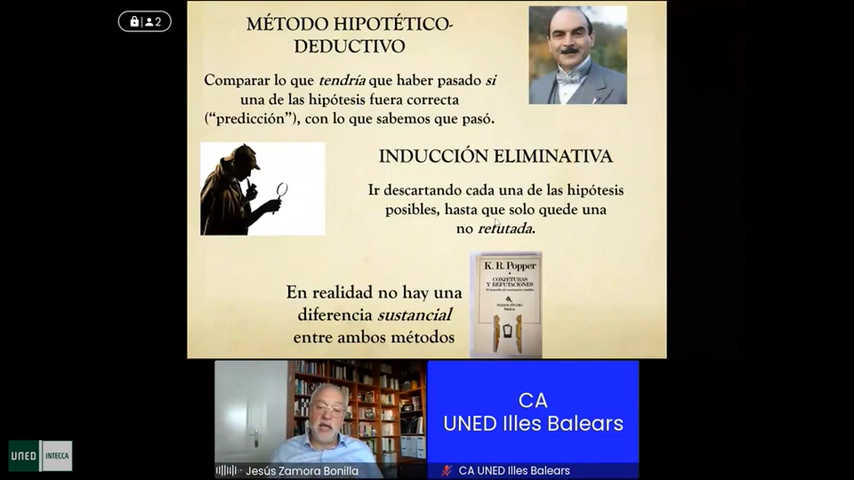 2
MÉTODO HIPOTÉTICO-
DEDUCTIVO
Comparar lo que tendría que haber pasado si
una de las hipótesis fuera correcta
(“predicción”), con lo que sabemos que pasó.
INDUCCIÓN ELIMINATIVA
Ir descartando cada una de las hipótesis
posibles, hasta que solo quede una
no refutada.
K. R. Popper
CONJETURAS
Y REFUTACIONES
En realidad no hay una
diferencia sustancial
entre ambos métodos
CA
UNED Illes Balears
Jesús Zamora Bonilla
CA UNED Illes Balears
UNED INTECCA